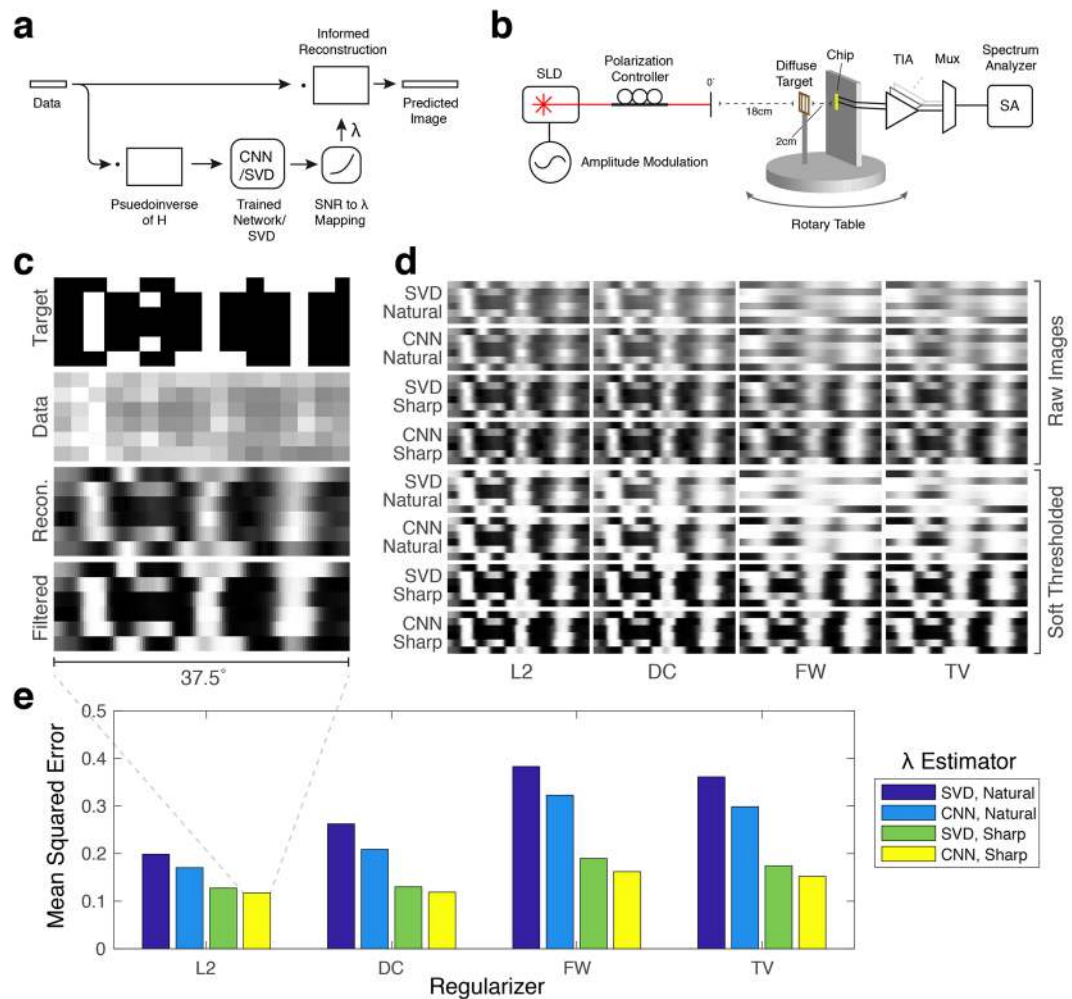 a
Informed
Reconstruction
Data
Predicted
Image
λ
CNN
/SVD
Psuedoinverse
of H
Trained
Network/
SVD
SNR to λ
Mapping
b
SLD
Polarization
Controller
0˚
18cm
Diffuse
Target
Chip
2cm
TIA
Mux
Spectrum
Analyzer
SA
Amplitude Modulation
Rotary Table
c
Target
Data
Recon.
Filtered
37.5˚
d
SVD
Natural
CNN
Natural
SVD
Sharp
CNN
Sharp
Raw Images
SVD
Natural
CNN
Natural
SVD
Sharp
CNN
Sharp
Soft Thresholded
L2 DC FW TV
e
Mean Squared Error
0.5
0.4
0.3
0.2
0.1
0
L2 DC FW TV
Regularizer
λ Estimator
SVD, Natural
CNN, Natural
SVD, Sharp
CNN, Sharp